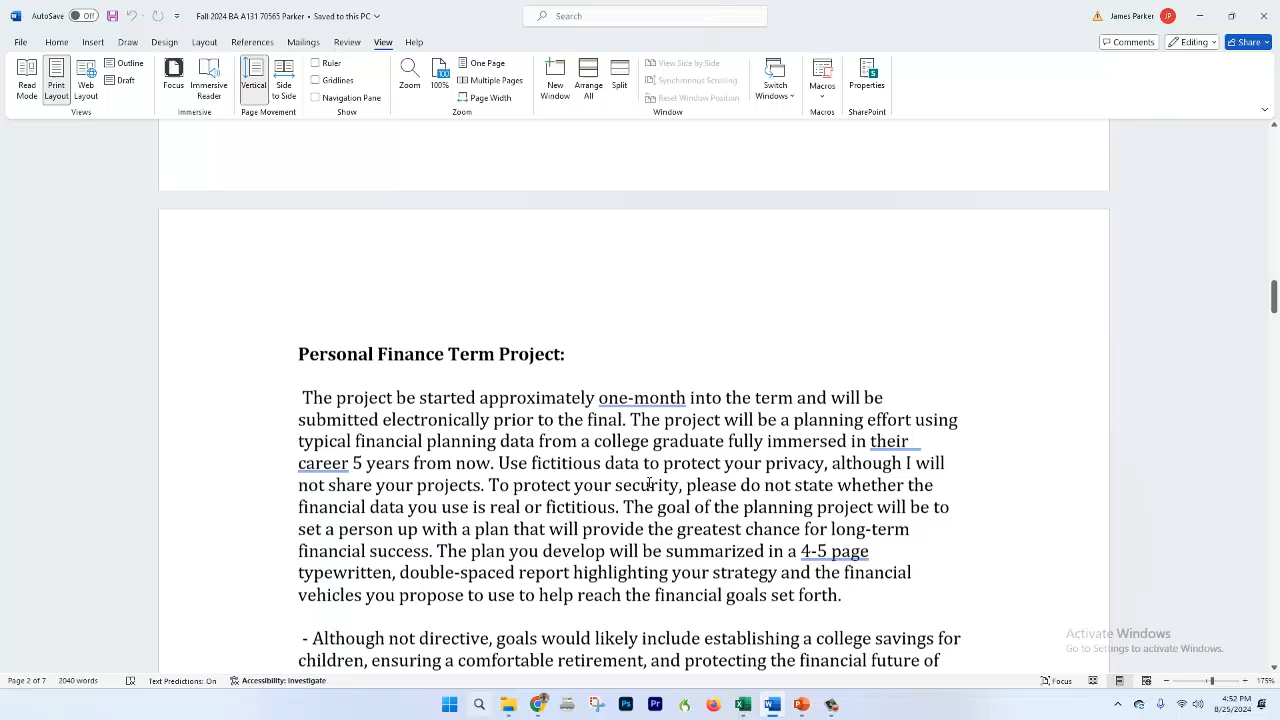 AutoSave Off Fall 2024 BA A131 70565 Parker • Saved to this PC Search James Parker JP
File Home Insert Draw Design Layout References Mailings Review View Help Comments Editing Share
Read Mode Print Layout Web Layout Outline Draft Focus Immersive Reader Vertical Side to Side Ruler Gridlines Navigation Pane Zoom 100% One Page Multiple Pages Page Width New Window Arrange All Split View Side by Side Synchronous Scrolling Reset Window Position Switch Windows Macros Properties
Views Immersive Page Movement Show Zoom Window Macros SharePoint
Personal Finance Term Project:
The project be started approximately one-month into the term and will be
submitted electronically prior to the final. The project will be a planning effort using
typical financial planning data from a college graduate fully immersed in their
career 5 years from now. Use fictitious data to protect your privacy, although I will
not share your projects. To protect your security, please do not state whether the
financial data you use is real or fictitious. The goal of the planning project will be to
set a person up with a plan that will provide the greatest chance for long-term
financial success. The plan you develop will be summarized in a 4-5 page
typewritten, double-spaced report highlighting your strategy and the financial
vehicles you propose to use to help reach the financial goals set forth.
- Although not directive, goals would likely include establishing a college savings for
children, ensuring a comfortable retirement, and protecting the financial future of
Activate Windows
Go to Settings to activate Windows.
Page 2 of 7 2040 words Text Predictions: On Accessibility: Investigate Focus 175%
4:52 PM
8/25/2024